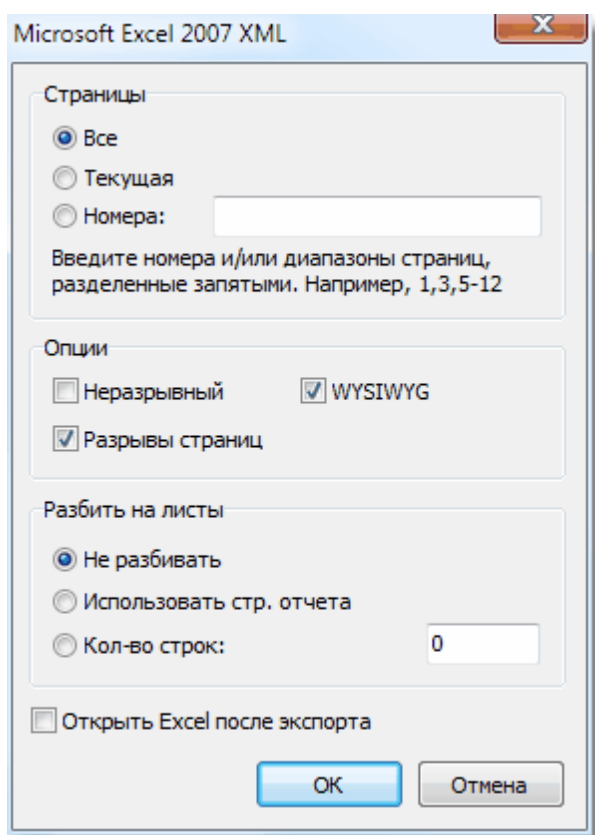 Microsoft Excel 2007 XML
Страницы
Все
Текущая
Номера:
Введите номера и/или диапазоны страниц,
разделенные запятыми. Например, 1,3,5-12
Опции
Неразрывный WYSIWYG
Разрывы страниц
Разбить на листы
Не разбивать
Использовать стр. отчета
Кол-во строк: 0
Открыть Excel после экспорта
OK Отмена